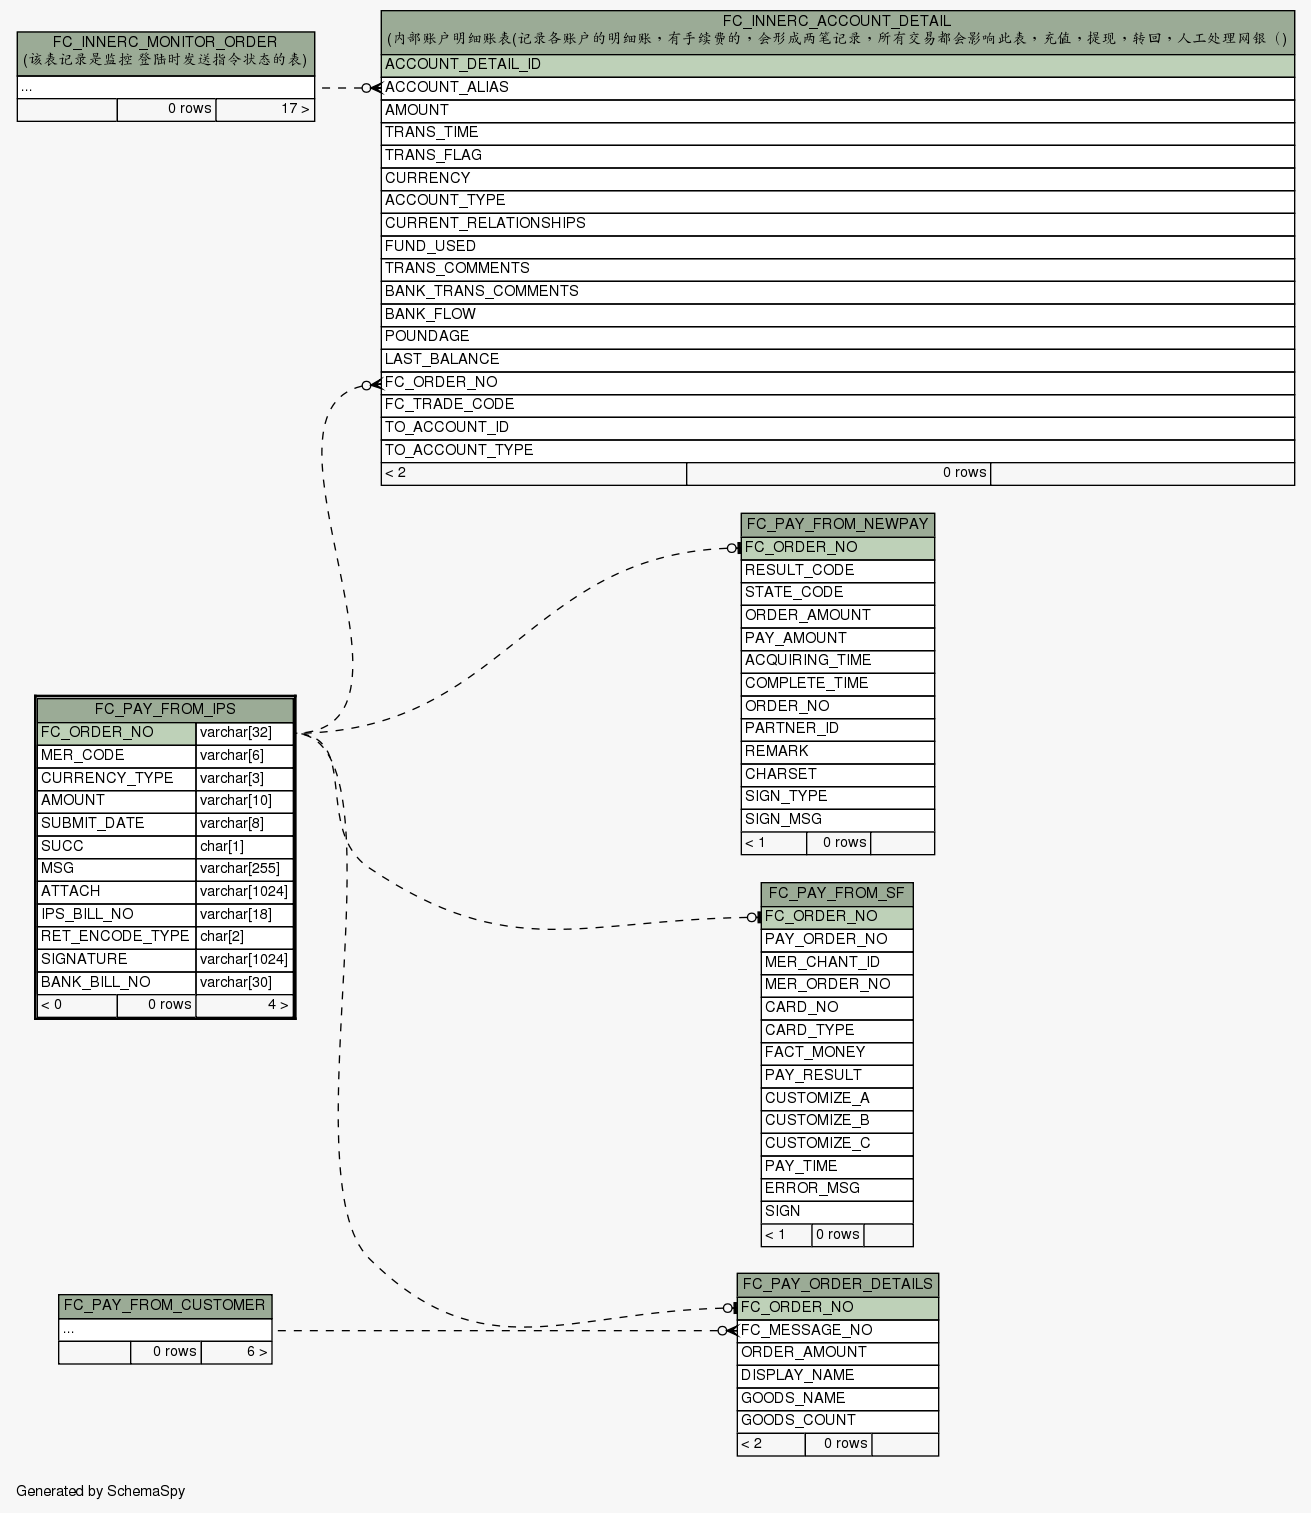 FC_INNERC_MONITOR_ORDER
(该表记录是监控 登陆时发送指令状态的表)
...
0 rows 17 >
FC_INNERC_ACCOUNT_DETAIL
(内部账户明细账表(记录各账户的明细账，有手续费的，会形成两笔记录，所有交易都会影响此表，充值，提现，转回，人工处理网银（)
ACCOUNT_DETAIL_ID
ACCOUNT_ALIAS
AMOUNT
TRANS_TIME
TRANS_FLAG
CURRENCY
ACCOUNT_TYPE
CURRENT_RELATIONSHIPS
FUND_USED
TRANS_COMMENTS
BANK_TRANS_COMMENTS
BANK_FLOW
POUNDAGE
LAST_BALANCE
FC_ORDER_NO
FC_TRADE_CODE
TO_ACCOUNT_ID
TO_ACCOUNT_TYPE
< 2 0 rows
FC_PAY_FROM_NEWPAY
FC_ORDER_NO
RESULT_CODE
STATE_CODE
ORDER_AMOUNT
PAY_AMOUNT
ACQUIRING_TIME
COMPLETE_TIME
ORDER_NO
PARTNER_ID
REMARK
CHARSET
SIGN_TYPE
SIGN_MSG
< 1 0 rows
FC_PAY_FROM_IPS
FC_ORDER_NO varchar[32]
MER_CODE varchar[6]
CURRENCY_TYPE varchar[3]
AMOUNT varchar[10]
SUBMIT_DATE varchar[8]
SUCC char[1]
MSG varchar[255]
ATTACH varchar[1024]
IPS_BILL_NO varchar[18]
RET_ENCODE_TYPE char[2]
SIGNATURE varchar[1024]
BANK_BILL_NO varchar[30]
< 0 0 rows 4 >
FC_PAY_FROM_SF
FC_ORDER_NO
PAY_ORDER_NO
MER_CHANT_ID
MER_ORDER_NO
CARD_NO
CARD_TYPE
FACT_MONEY
PAY_RESULT
CUSTOMIZE_A
CUSTOMIZE_B
CUSTOMIZE_C
PAY_TIME
ERROR_MSG
SIGN
< 1 0 rows
FC_PAY_FROM_CUSTOMER
...
0 rows 6 >
FC_PAY_ORDER_DETAILS
FC_ORDER_NO
FC_MESSAGE_NO
ORDER_AMOUNT
DISPLAY_NAME
GOODS_NAME
GOODS_COUNT
< 2 0 rows
Generated by SchemaSpy